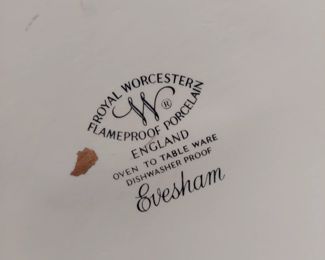 ROYAL WORCESTER
W®
FLAMEPROOF PORCELAIN
ENGLAND
OVEN TO TABLE WARE
DISHWASHER PROOF
Evesham